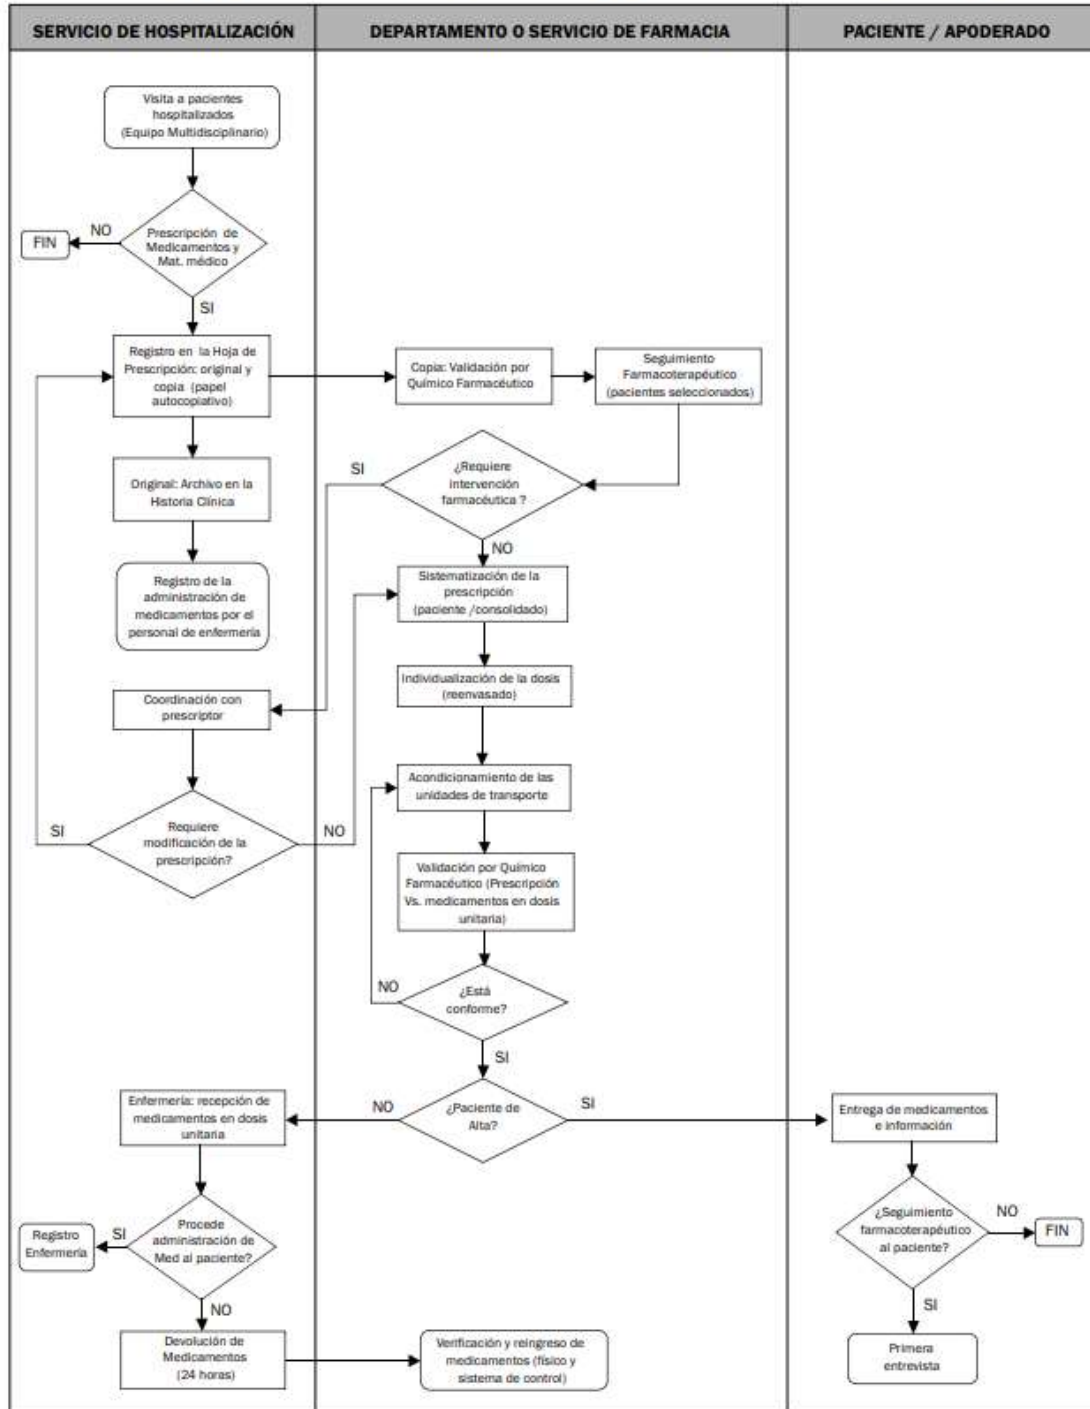 SERVICIO DE HOSPITALIZACIÓN
DEPARTAMENTO O SERVICIO DE FARMACIA
PACIENTE / APODERADO
Visita a pacientes
hospitalizados
(Equipo Multidisciplinario)
FIN
NO
Prescripción de
Medicamentos y
Mat. médico
SI
Registro en la Hoja de
Prescripción: original y
copia (papel
autocopiativo)
Copia: Validación por
Químico Farmacéutico
Seguimiento
Farmacoterapéutico
(pacientes seleccionados)
SI
¿Requiere
intervención
farmacéutica ?
NO
Original: Archivo en la
Historia Clínica
Registro de la
administración de
medicamentos por el
personal de enfermería
Sistematización de la
prescripción
(paciente /consolidado)
Individualización de la dosis
(reenvasado)
Coordinación con
prescriptor
Acondicionamiento de las
unidades de transporte
SI
Requiere
modificación de la
prescripción?
NO
Validación por Químico
Farmacéutico (Prescripción
Vs. medicamentos en dosis
unitaria)
NO
¿Está
conforme?
SI
Enfermería: recepción de
medicamentos en dosis
unitaria
NO
¿Paciente de
Alta?
SI
Entrega de medicamentos
e información
Registro
Enfermería
SI
Procede
administración de
Med al paciente?
NO
¿Seguimiento
farmacoterapéutico
al paciente?
NO
FIN
SI
Devolución de
Medicamentos
(24 horas)
Verificación y reingreso de
medicamentos (físico y
sistema de control)
Primera
entrevista